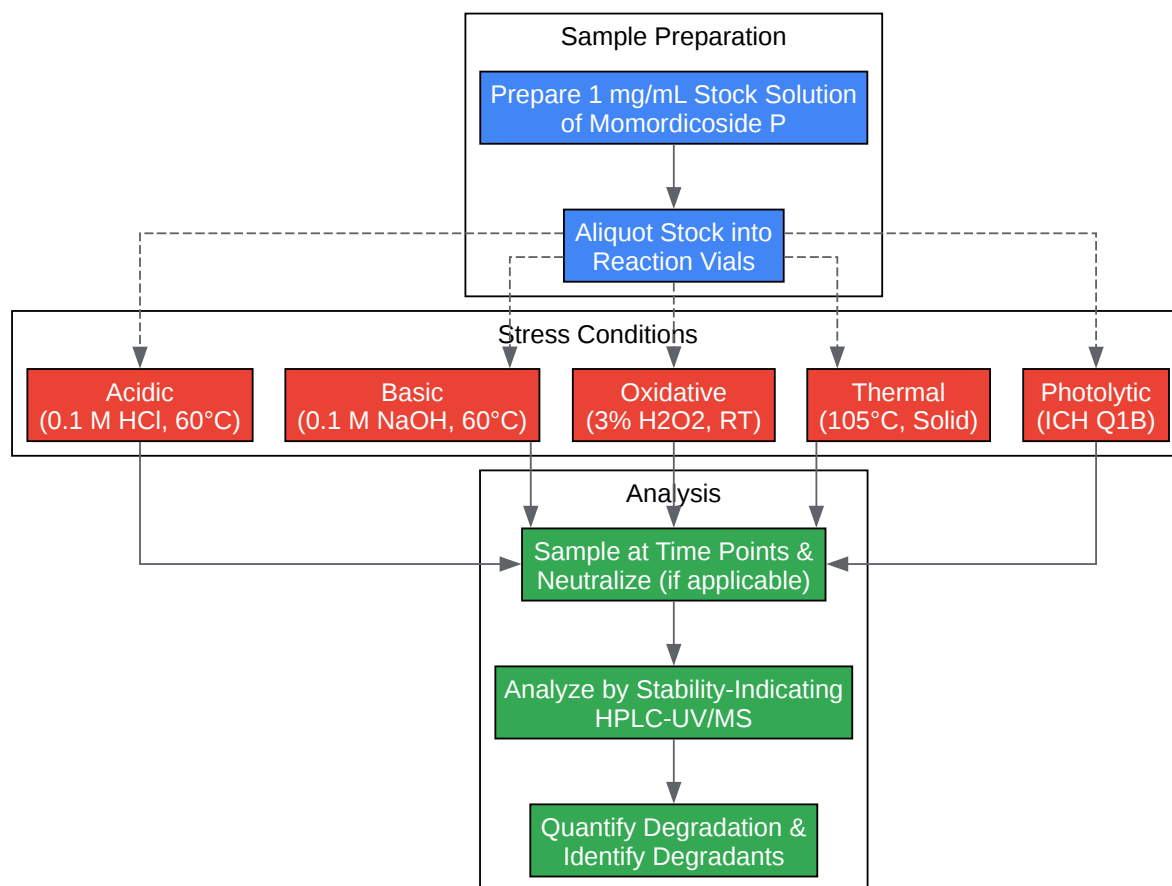 Sample Preparation
Prepare 1 mg/mL Stock Solution
of Momordicoside P
Aliquot Stock into
Reaction Vials
Stress Conditions
Acidic
(0.1 M HCl, 60°C)
Basic
(0.1 M NaOH, 60°C)
Oxidative
(3% H2O2, RT)
Thermal
(105°C, Solid)
Photolytic
(ICH Q1B)
Analysis
Sample at Time Points &
Neutralize (if applicable)
Analyze by Stability-Indicating
HPLC-UV/MS
Quantify Degradation &
Identify Degradants